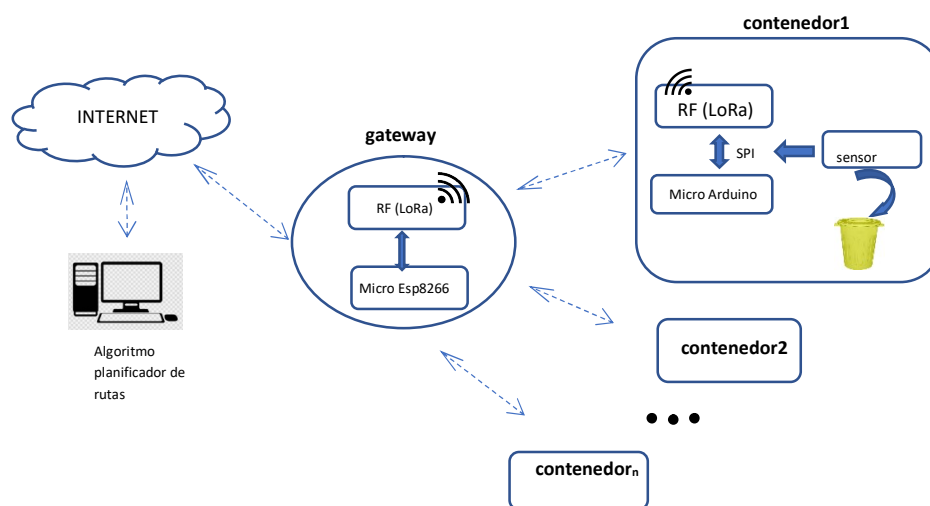 INTERNET
Algoritmo
planificador de
rutas
gateway
RF (LoRa)
Micro Esp8266
contenedor1
RF (LoRa)
SPI
sensor
Micro Arduino
contenedor2
● ● ●
contenedorₙ